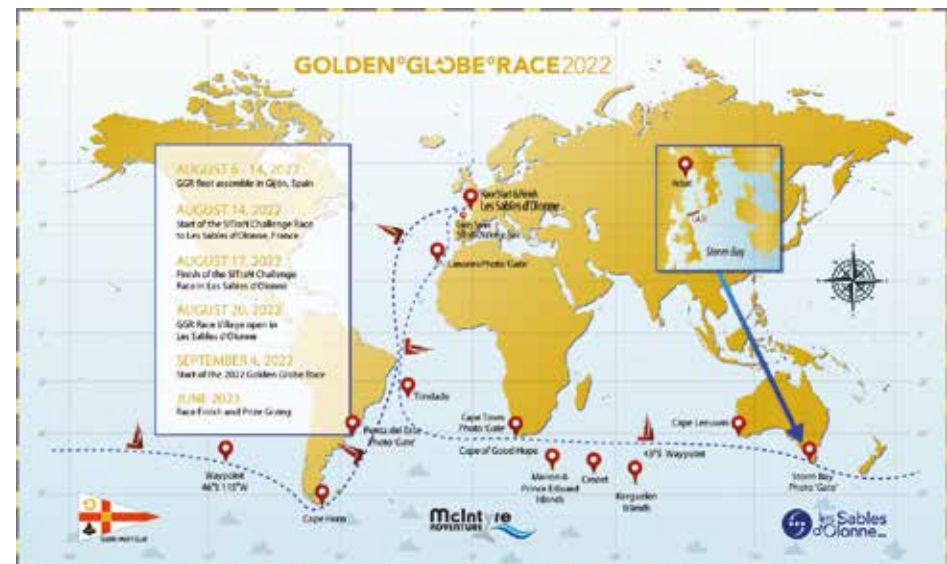 GOLDEN°GLOBE°RACE2022
AUGUST 6 - 14, 2022
GGR fleet assemble in Gijón, Spain
AUGUST 14, 2022
Start of the SITraN Challenge Race
to Les Sables d'Olonne, France
AUGUST 17, 2022
Finish of the SITraN Challenge
Race in Les Sables d'Olonne
AUGUST 20, 2022
GGR Race Village open in
Les Sables d'Olonne
SEPTEMBER 4, 2022
Start of the 2022 Golden Globe Race
JUNE 2023
Race Finish and Prize Giving
Race Start & Finish
Les Sables d'Olonne
Lanzarote Photo 'Gate'
Hobart
Storm Bay
Trindade
Punta del Este
Photo 'Gate'
Cape Town
Photo 'Gate'
Cape of Good Hope
Cape Leeuwin
Waypoint
46°S 115°W
Marion &
Prince Edward
Islands
Crozet
Kerguelen
Islands
Waypoint
Storm Bay
Photo 'Gate'
Cape Horn
McIntyre
ADVENTURE
les Sables
d'Olonne